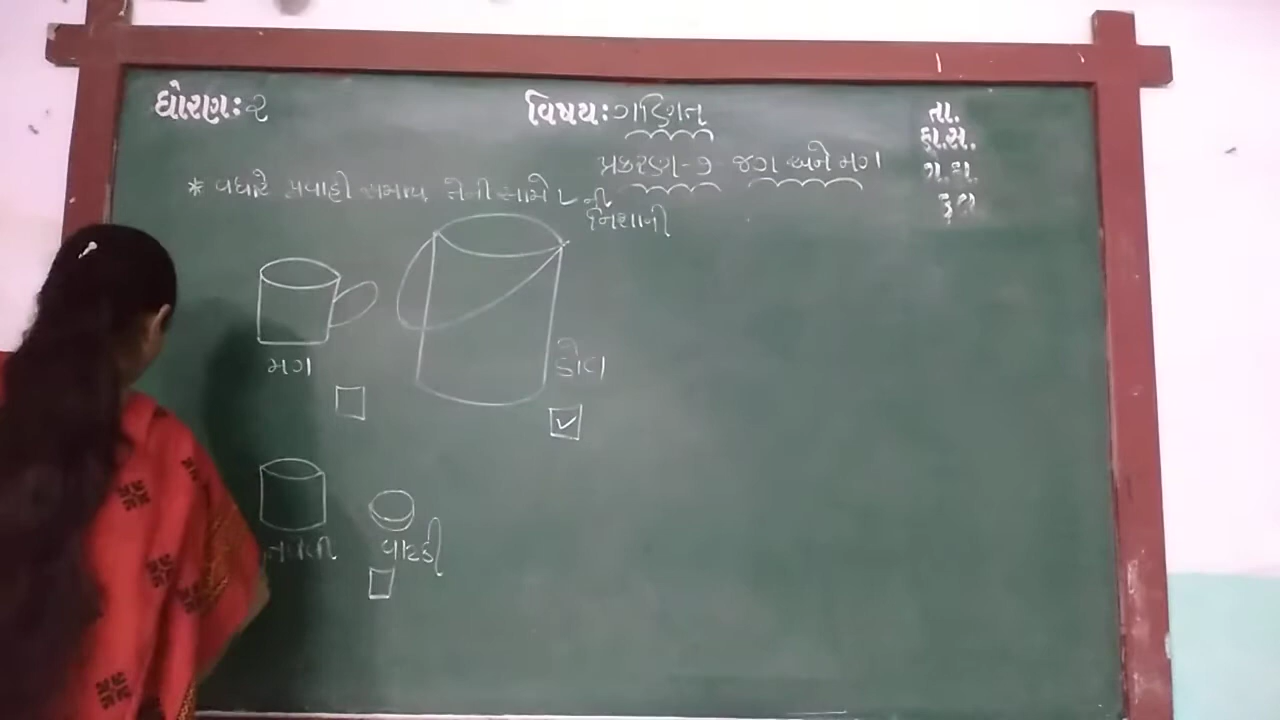 ધોરણઃ૨
વિષયઃગણિત
તા.
હા.સ.
ગે.હા.
કુલ
પ્રકરણ-૭ જગ અને મગ
* વધારે પ્રવાહી સમાય તેની સામે ✓ ની
નિશાની
મગ
ડોલ
વાટકી